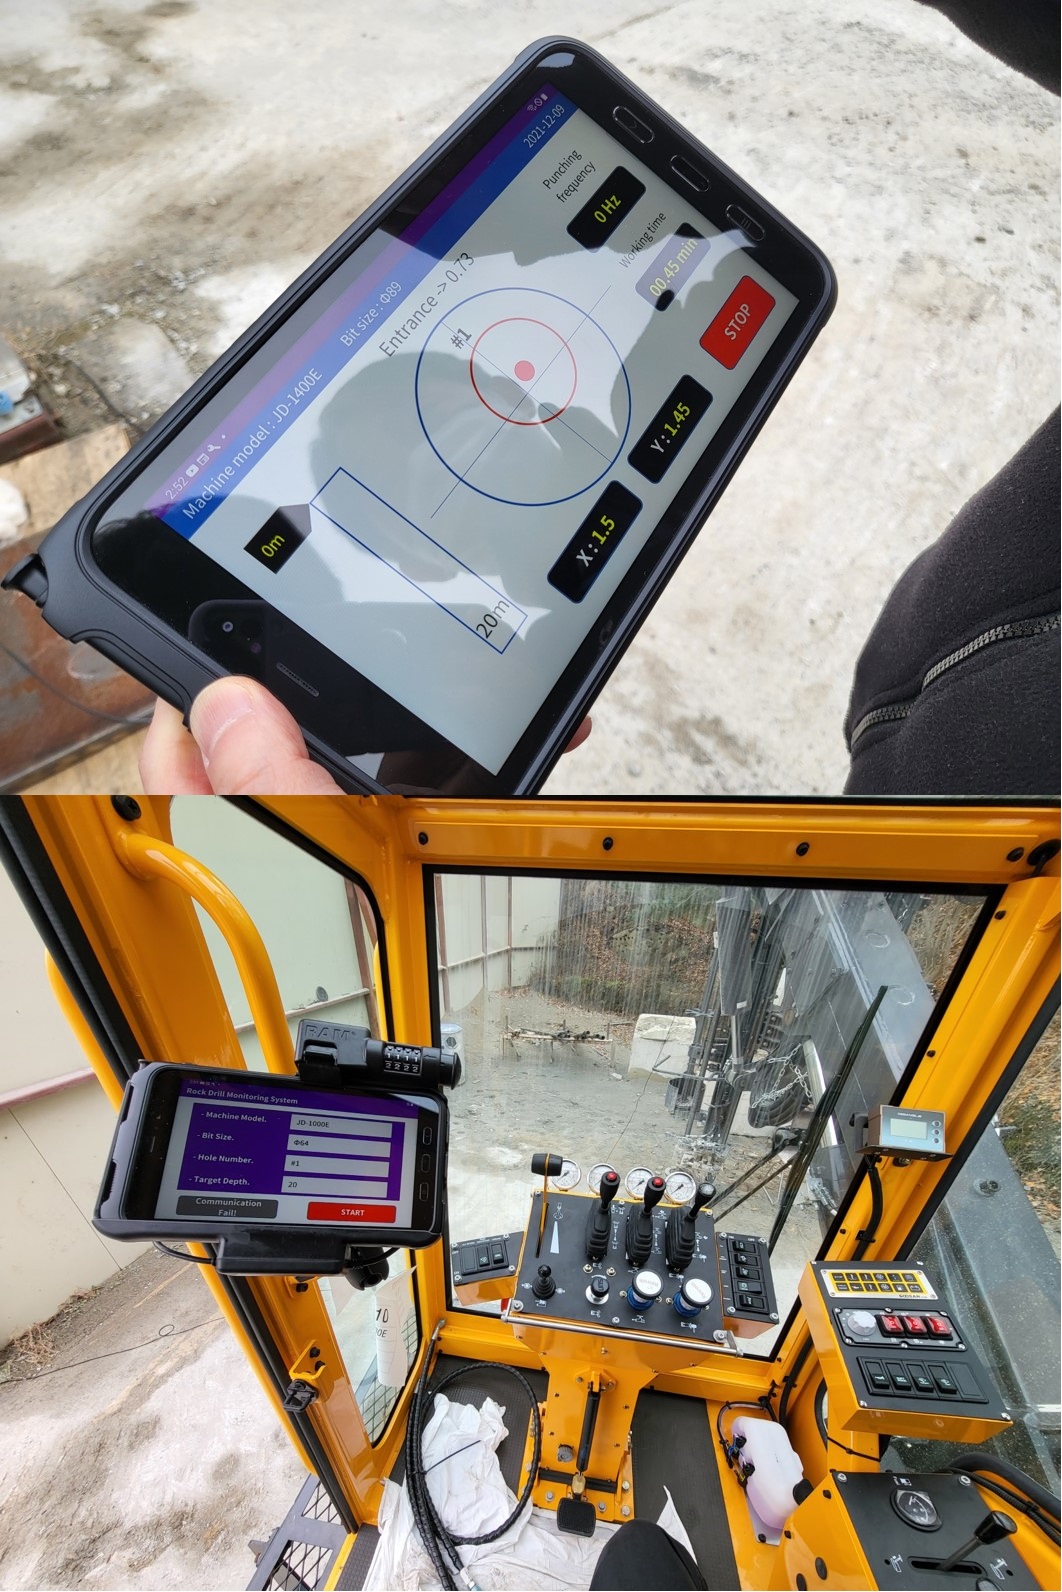 2:52
Machine model : JD-1400E
Bit size : Φ89
2021-12-09
0m
20m
Entrance -> 0.73
#1
Punching
frequency
0 Hz
Working time
00.45 min
X : 1.5
Y : 1.45
STOP
RAM
Rock Drill Monitoring System
- Machine Model.
JD-1000E
- Bit Size.
Φ64
- Hole Number.
#1
- Target Depth.
20
Communication
Fail!
START
10